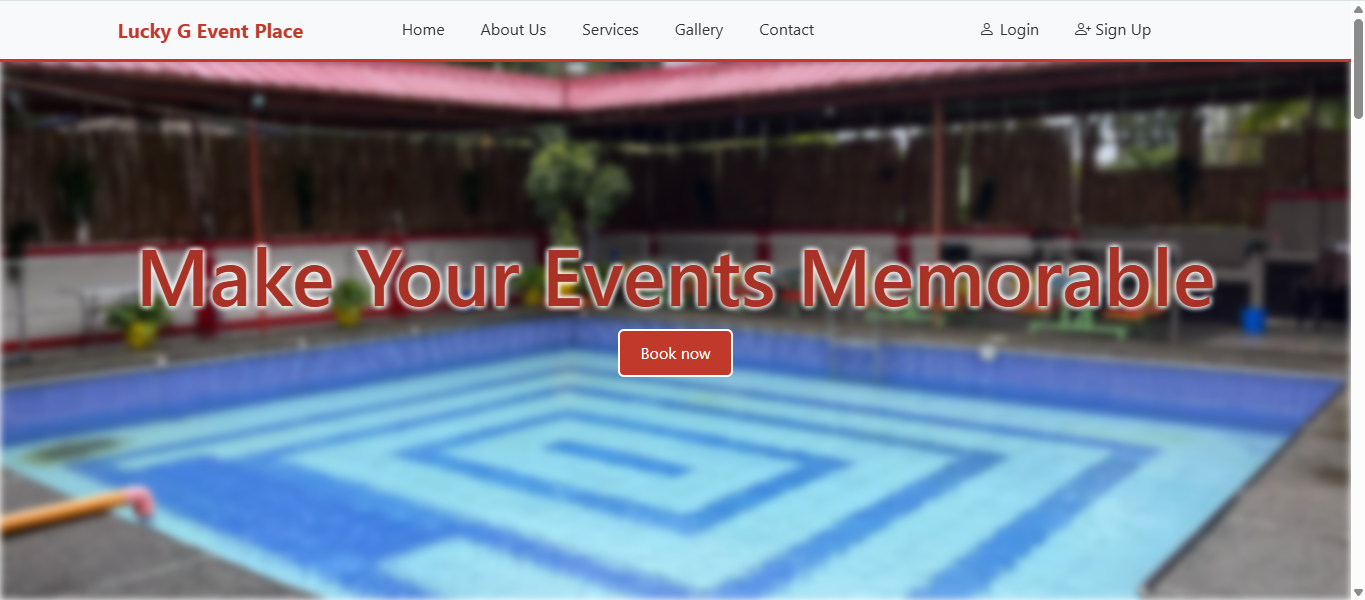 Lucky G Event Place Home About Us Services Gallery Contact Login Sign Up
Make Your Events Memorable
Book now